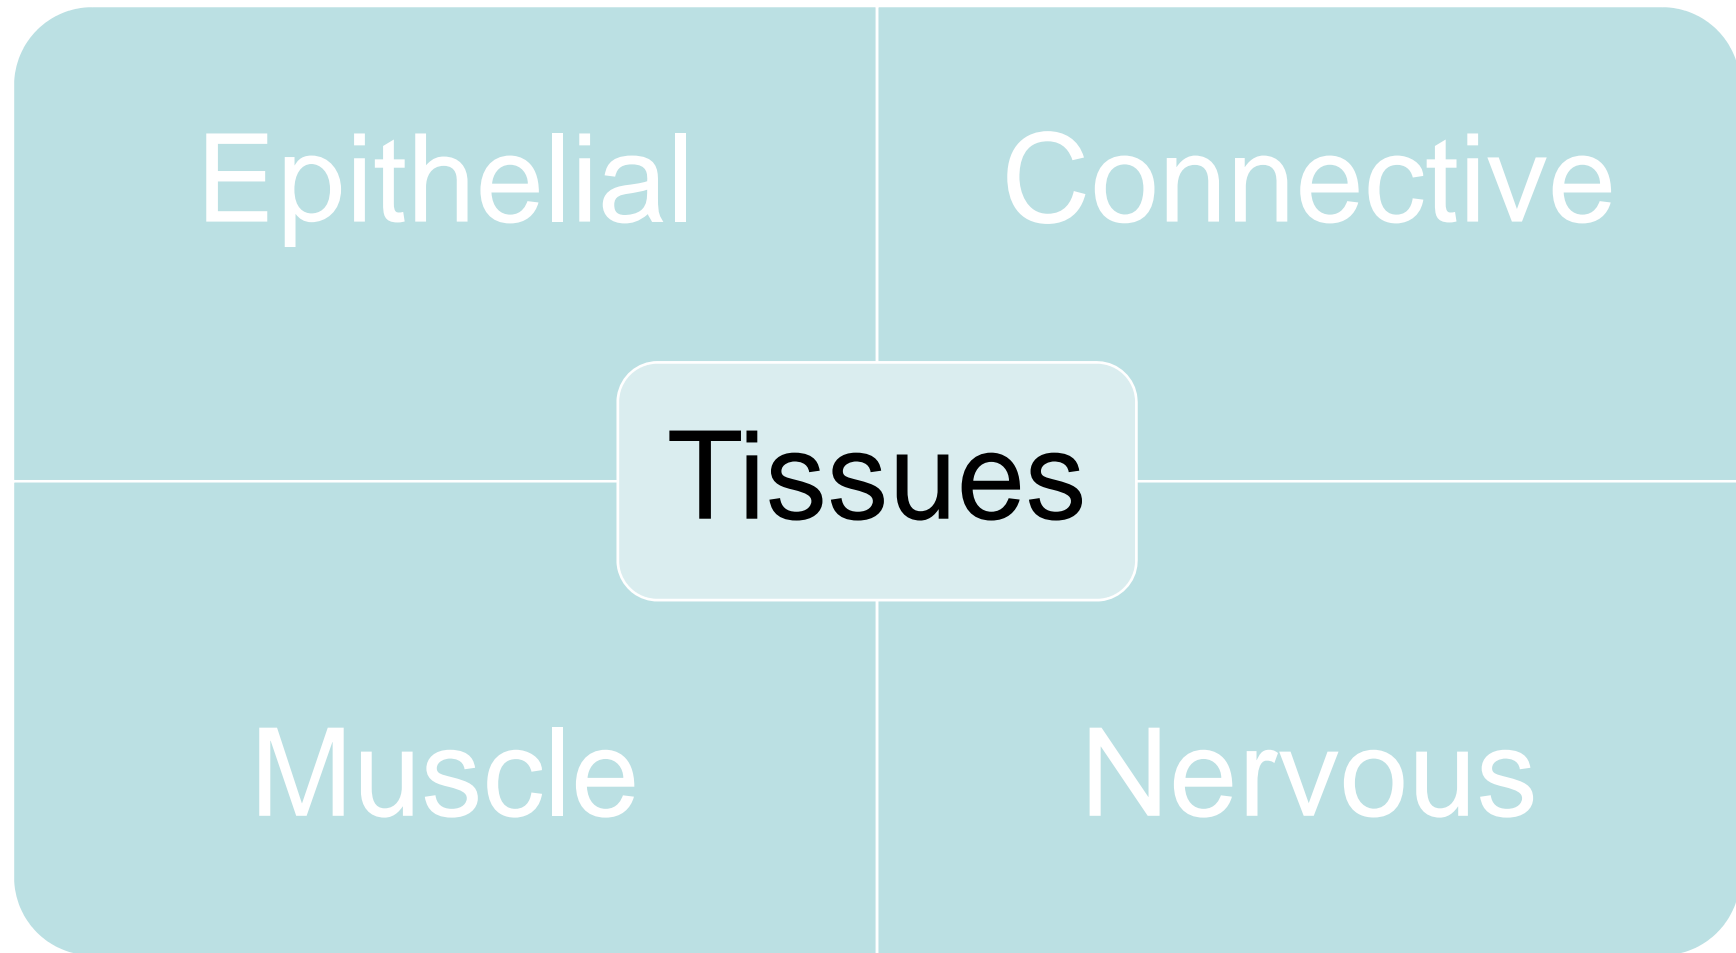 Epithelial
Connective
Tissues
Muscle
Nervous